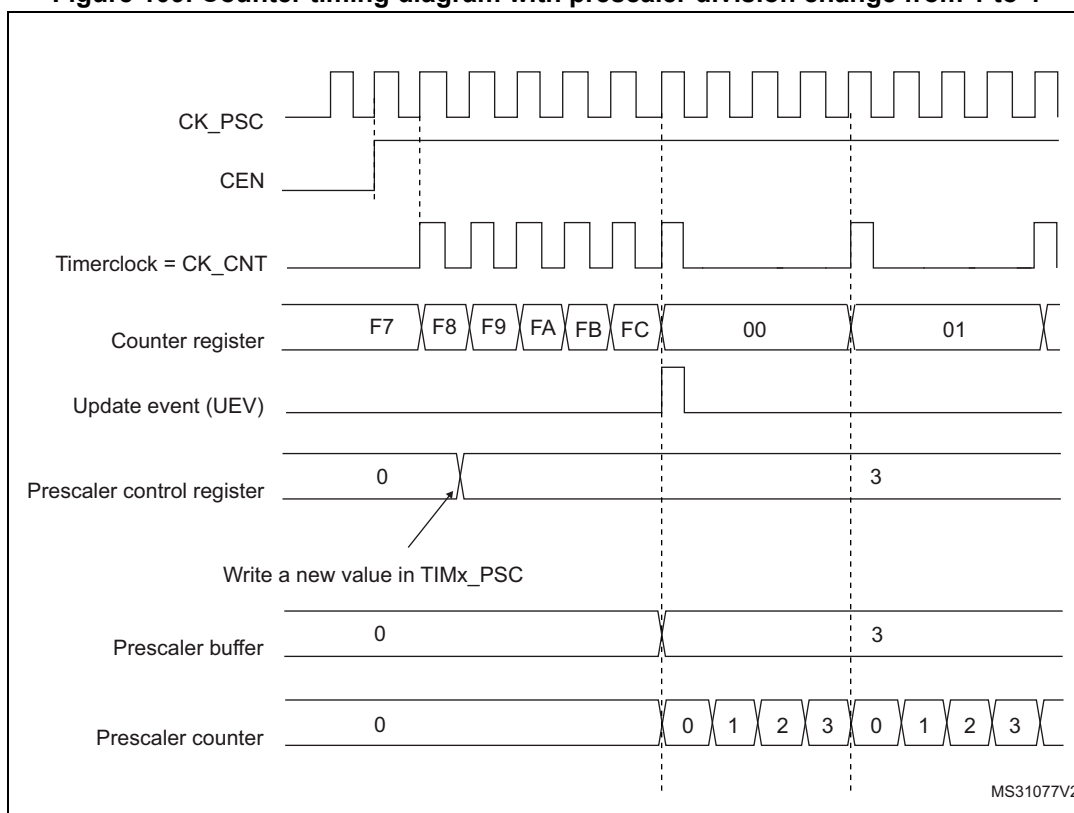 Counter timing diagram with prescaler division change from 1 to 4
CK_PSC
CEN
Timerclock = CK_CNT
Counter register F7 F8 F9 FA FB FC 00 01
Update event (UEV)
Prescaler control register 0 3
Write a new value in TIMx_PSC
Prescaler buffer 0 3
Prescaler counter 0 0 1 2 3 0 1 2 3
MS31077V2